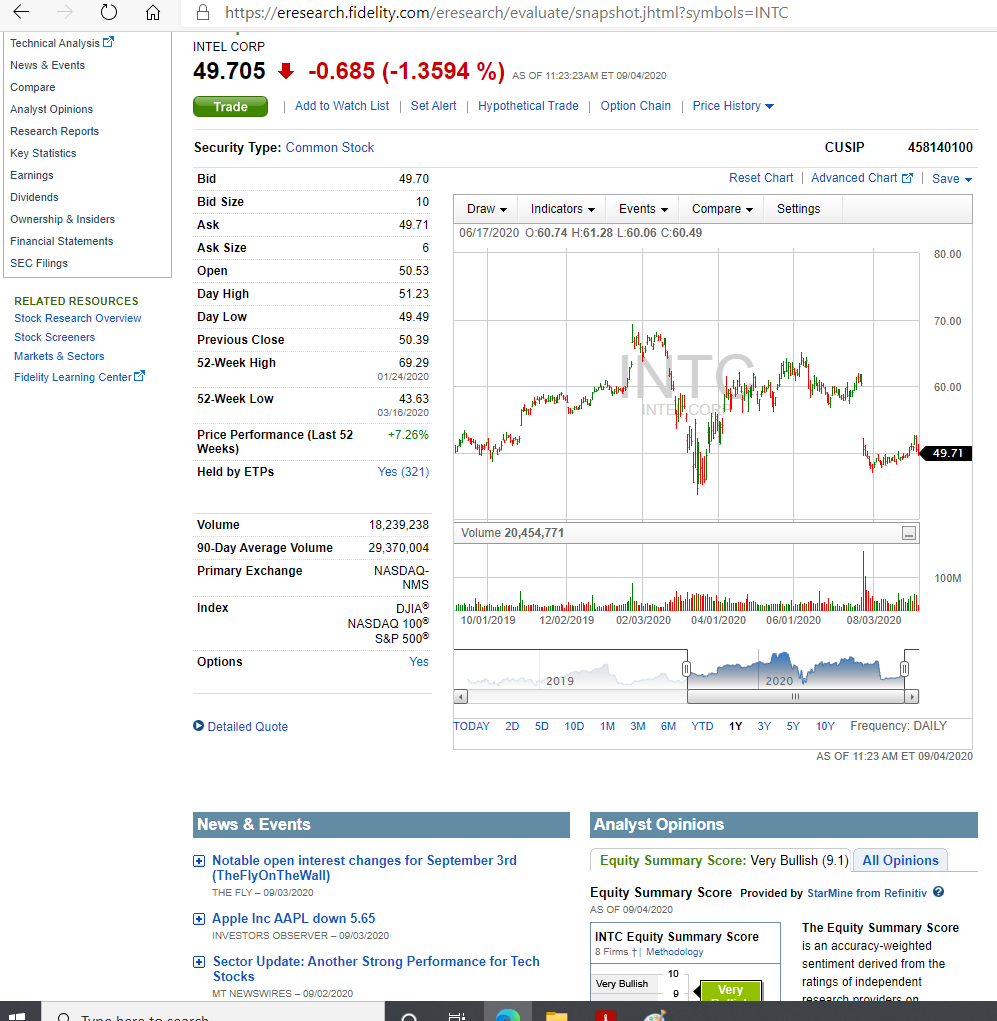 https://eresearch.fidelity.com/eresearch/evaluate/snapshot.jhtml?symbols=INTC
Technical Analysis
News & Events
Compare
Analyst Opinions
Research Reports
Key Statistics
Earnings
Dividends
Ownership & Insiders
Financial Statements
SEC Filings
RELATED RESOURCES
Stock Research Overview
Stock Screeners
Markets & Sectors
Fidelity Learning Center
INTEL CORP
49.705 -0.685 (-1.3594 %) AS OF 11:23:23AM ET 09/04/2020
Trade | Add to Watch List | Set Alert | Hypothetical Trade | Option Chain | Price History
Security Type: Common Stock CUSIP 458140100
Bid 49.70
Bid Size 10
Ask 49.71
Ask Size 6
Open 50.53
Day High 51.23
Day Low 49.49
Previous Close 50.39
52-Week High 69.29
01/24/2020
52-Week Low 43.63
03/16/2020
Price Performance (Last 52 +7.26%
Weeks)
Held by ETPs Yes (321)
Volume 18,239,238
90-Day Average Volume 29,370,004
Primary Exchange NASDAQ-
NMS
Index DJIA®
NASDAQ 100®
S&P 500®
Options Yes
Detailed Quote
Reset Chart | Advanced Chart | Save
Draw Indicators Events Compare Settings
06/17/2020 O:60.74 H:61.28 L:60.06 C:60.49
80.00
70.00
60.00
49.71
INTC
INTEL CORP
Volume 20,454,771
100M
10/01/2019 12/02/2019 02/03/2020 04/01/2020 06/01/2020 08/03/2020
2019 2020
TODAY 2D 5D 10D 1M 3M 6M YTD 1Y 3Y 5Y 10Y Frequency: DAILY
AS OF 11:23 AM ET 09/04/2020
News & Events
Notable open interest changes for September 3rd
(TheFlyOnTheWall)
THE FLY – 09/03/2020
Apple Inc AAPL down 5.65
INVESTORS OBSERVER – 09/03/2020
Sector Update: Another Strong Performance for Tech
Stocks
MT NEWSWIRES – 09/02/2020
Analyst Opinions
Equity Summary Score: Very Bullish (9.1) All Opinions
Equity Summary Score Provided by StarMine from Refinitiv
AS OF 09/04/2020
INTC Equity Summary Score
8 Firms † | Methodology
Very Bullish
10
9
Very
Bullish
The Equity Summary Score
is an accuracy-weighted
sentiment derived from the
ratings of independent
research providers on
Type here to search